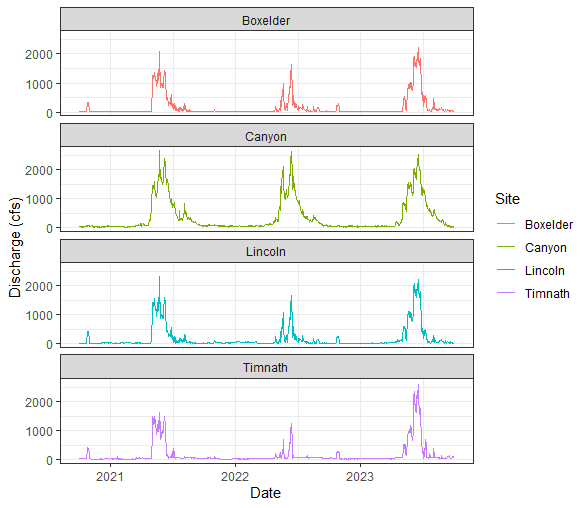 Boxelder
2000
1000
0
Canyon
2000
1000
0
Lincoln
2000
1000
0
Timnath
2000
1000
0
2021 2022 2023
Date
Discharge (cfs)
Site
Boxelder
Canyon
Lincoln
Timnath